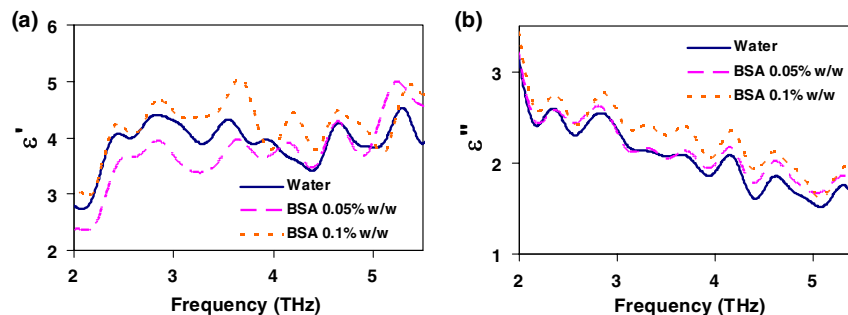 (a)
6
5
4
3
2
ε'
Water
BSA 0.05% w/w
BSA 0.1% w/w
2 3 4 5
Frequency (THz)
(b)
3
2
1
ε"
Water
BSA 0.05% w/w
BSA 0.1% w/w
2 3 4 5
Frequency (THz)